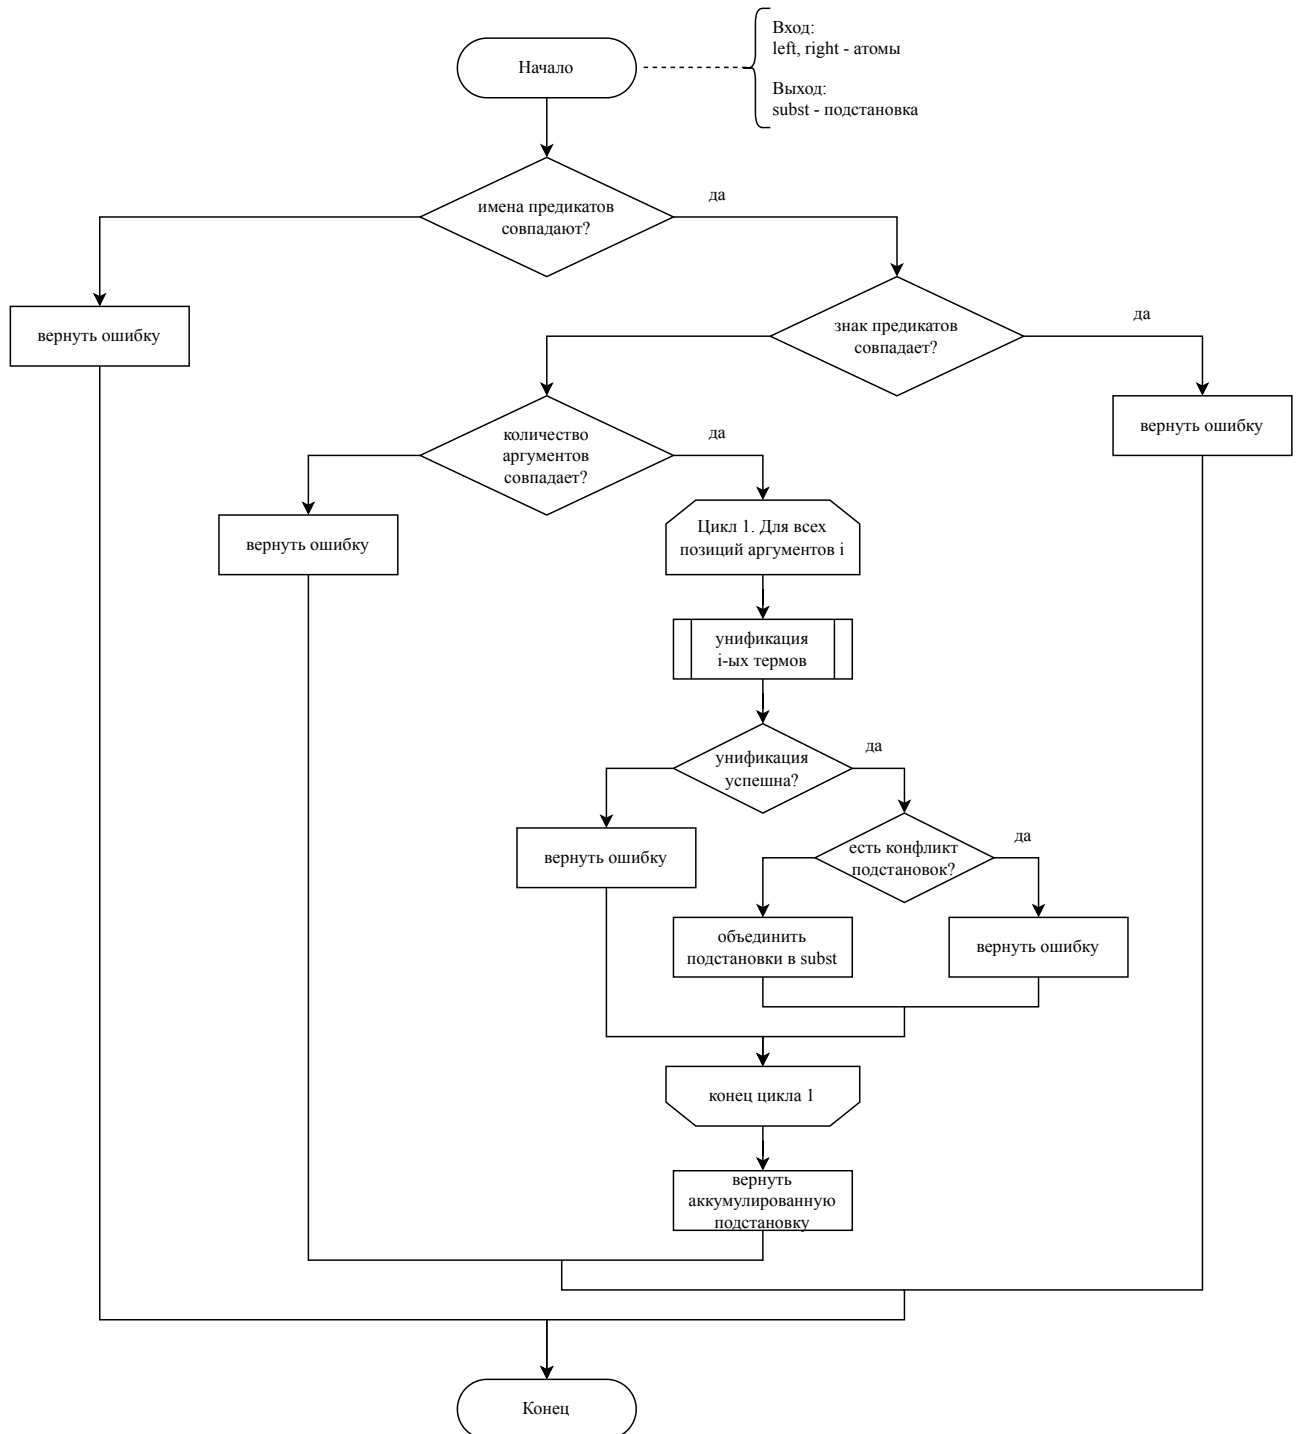 Вход:
left, right - атомы
Начало
Выход:
subst - подстановка
да
имена предикатов
совпадают?
да
знак предикатов
совпадает?
вернуть ошибку
да
количество
аргументов
совпадает?
вернуть ошибку
Цикл 1. Для всех
позиций аргументов i
вернуть ошибку
унификация
i-ых термов
да
унификация
успешна?
да
есть конфликт
подстановок?
вернуть ошибку
объединить
подстановки в subst
вернуть ошибку
конец цикла 1
вернуть
аккумулированную
подстановку
Конец